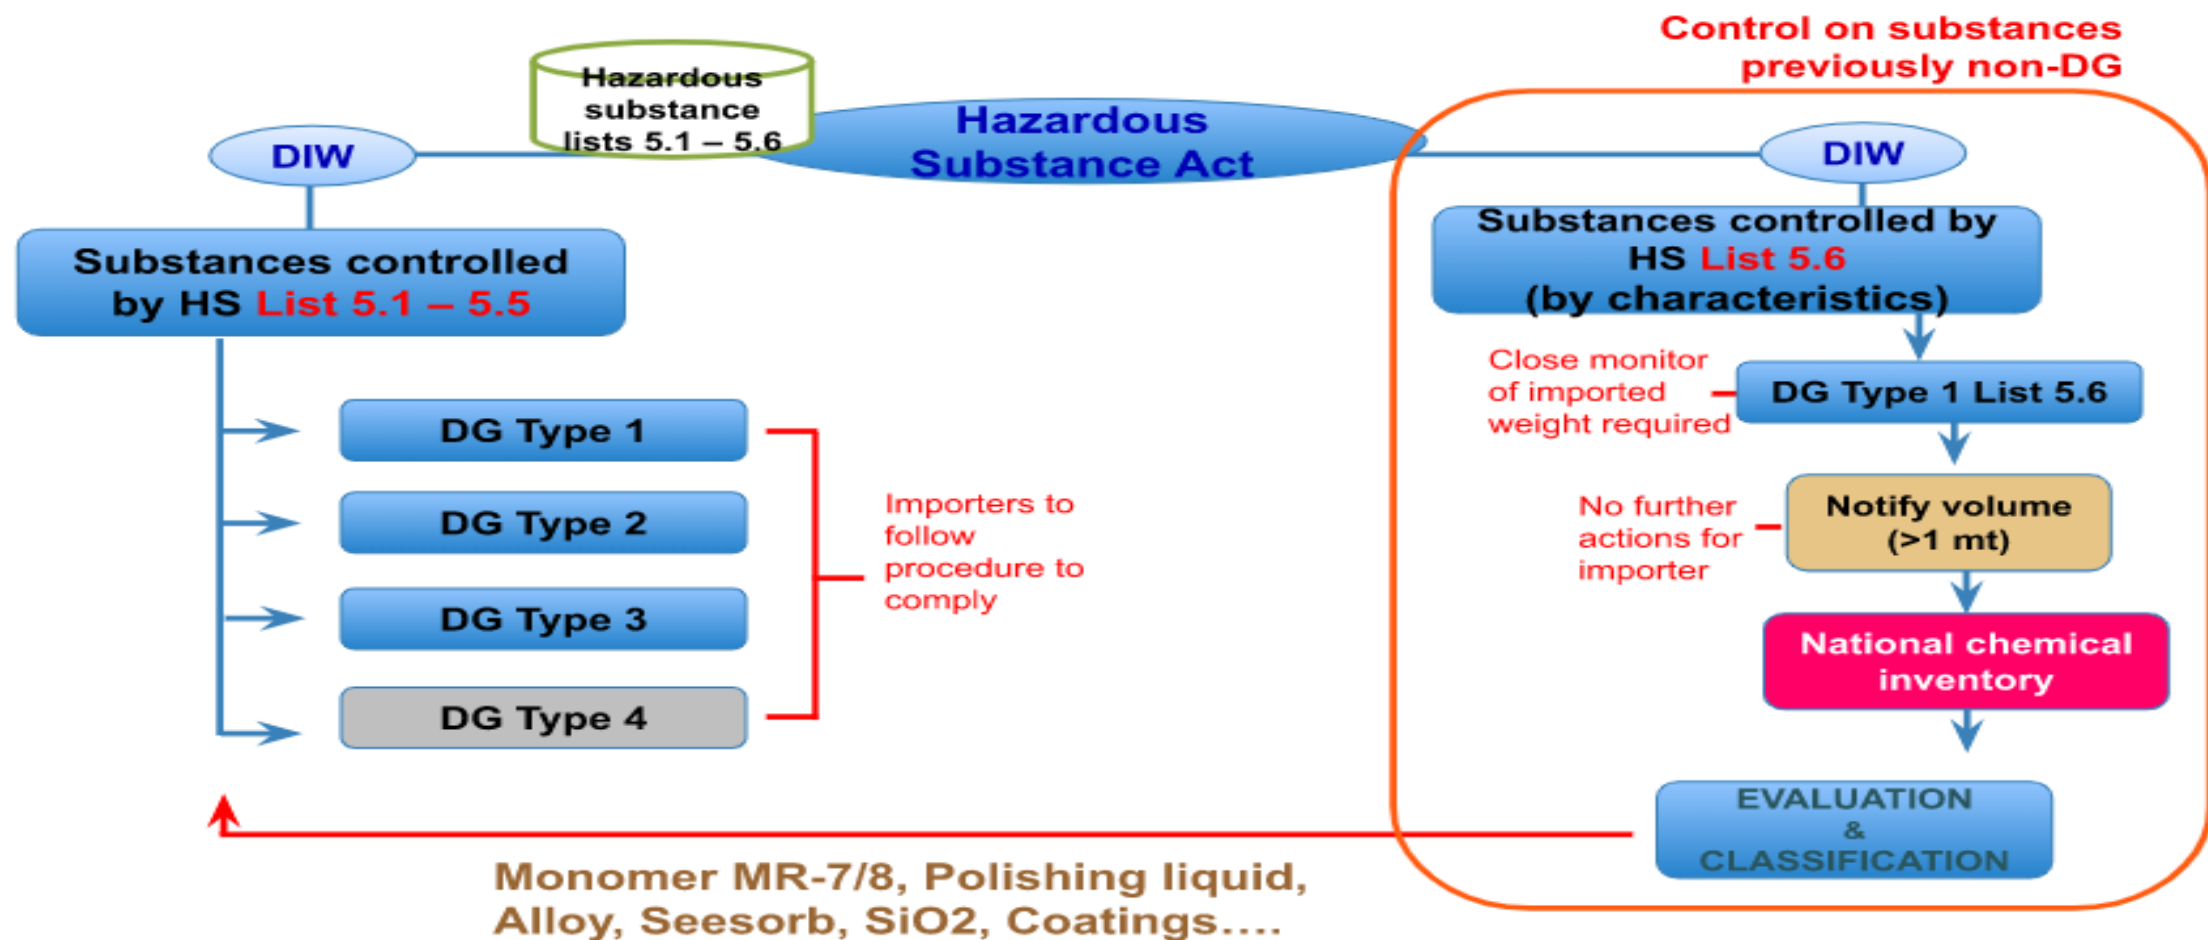 Control on substances
previously non-DG
Hazardous
substance
lists 5.1 – 5.6
Hazardous
Substance Act
DIW
DIW
Substances controlled
by HS List 5.1 – 5.5
Substances controlled by
HS List 5.6
(by characteristics)
DG Type 1
DG Type 2
DG Type 3
DG Type 4
Importers to
follow
procedure to
comply
Close monitor
of imported
weight required
DG Type 1 List 5.6
No further
actions for
importer
Notify volume
(>1 mt)
National chemical
inventory
EVALUATION
&
CLASSIFICATION
Monomer MR-7/8, Polishing liquid,
Alloy, Seesorb, SiO2, Coatings....